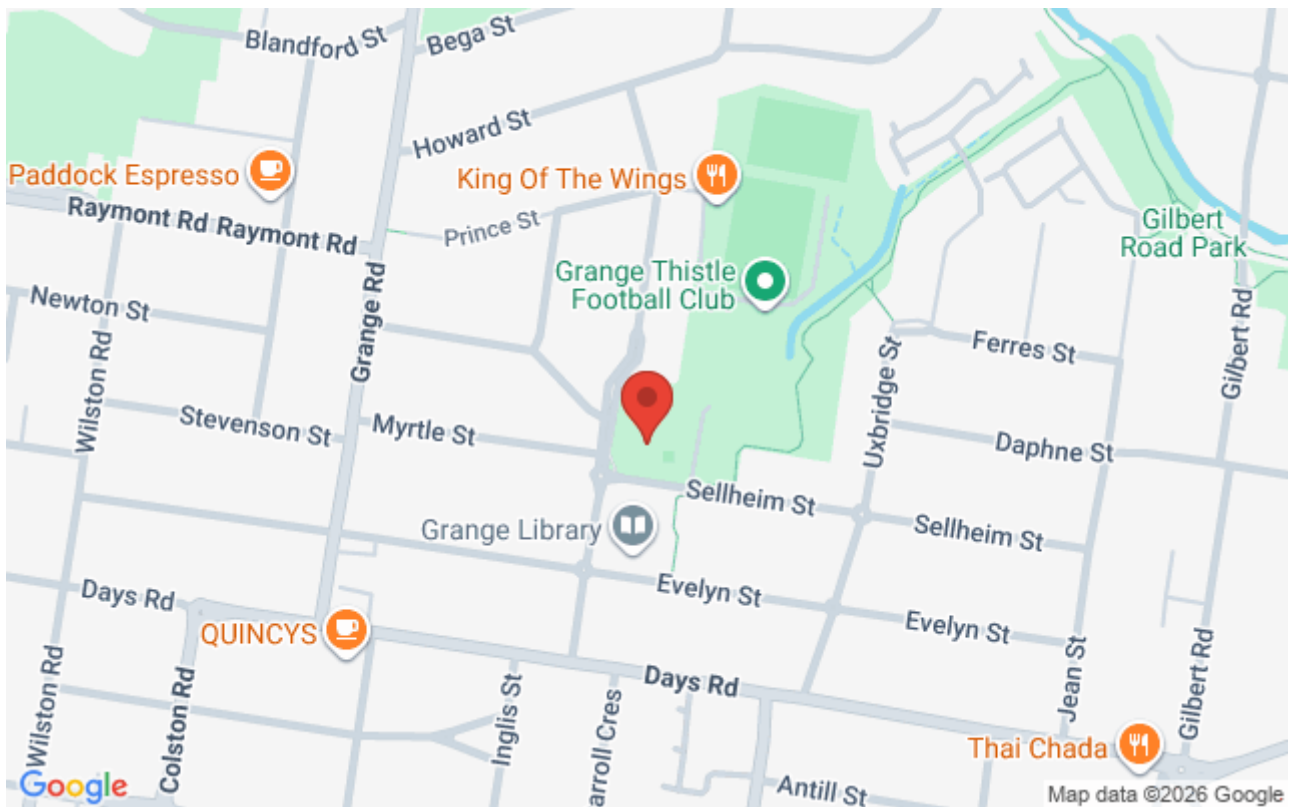 Blandford St
Bega St
Howard St
Paddock Espresso
King Of The Wings
Raymont Rd Raymont Rd
Prince St
Gilbert
Road Park
Grange Thistle
Football Club
Newton St
Grange Rd
Wilston Rd
Ferres St
Gilbert Rd
Uxbridge St
Stevenson St
Myrtle St
Daphne St
Sellheim St
Sellheim St
Grange Library
Evelyn St
Evelyn St
Days Rd
QUINCYS
Days Rd
Jean St
Gilbert Rd
Wilston Rd
Colston Rd
Inglis St
arroll Cres
Thai Chada
Antill St
Google
Map data ©2026 Google